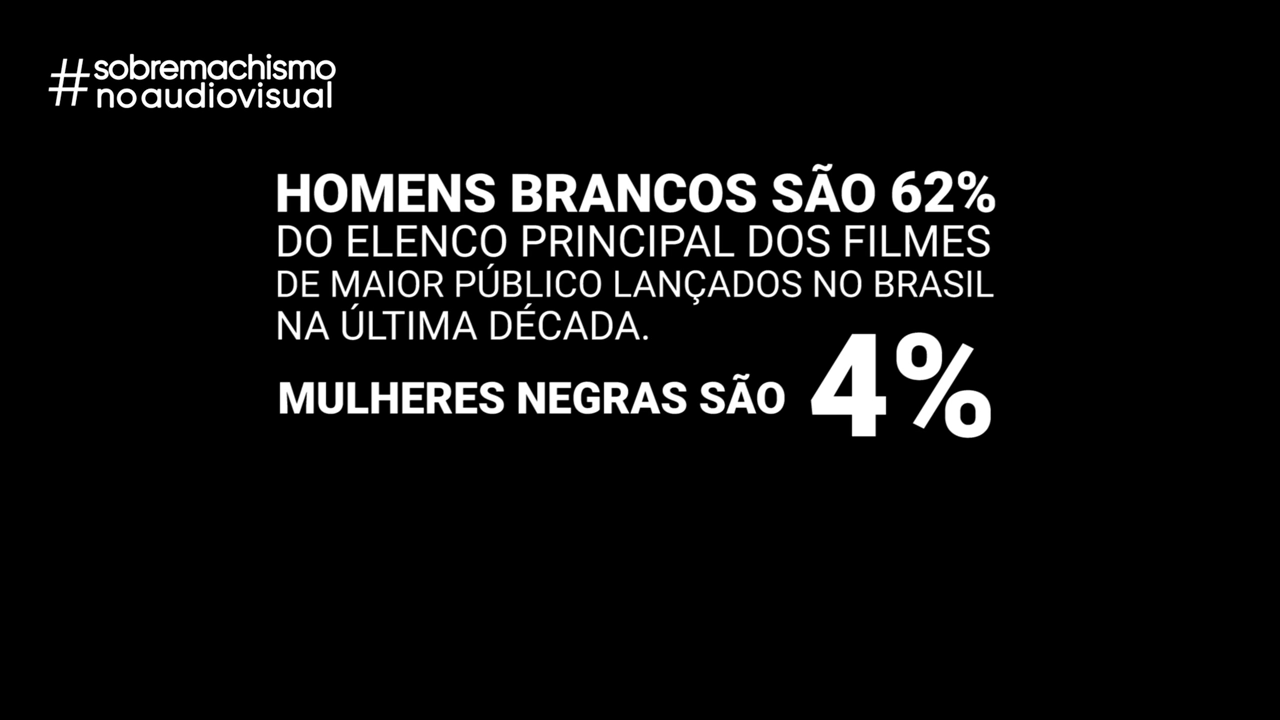 #sobremachismo
noaudiovisual
HOMENS BRANCOS SÃO 62%
DO ELENCO PRINCIPAL DOS FILMES
DE MAIOR PÚBLICO LANÇADOS NO BRASIL
NA ÚLTIMA DÉCADA.
MULHERES NEGRAS SÃO 4%